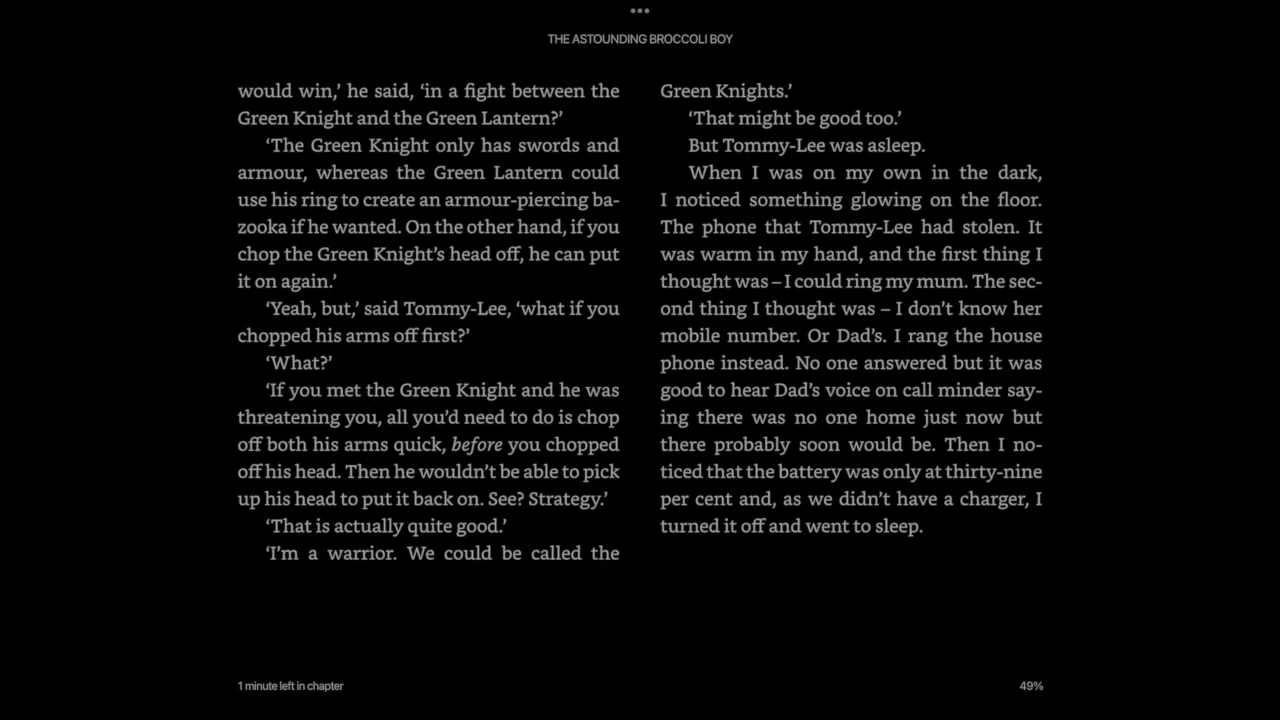 THE ASTOUNDING BROCCOLI BOY
would win,’ he said, ‘in a fight between the
Green Knight and the Green Lantern?’
‘The Green Knight only has swords and
armour, whereas the Green Lantern could
use his ring to create an armour-piercing ba-
zooka if he wanted. On the other hand, if you
chop the Green Knight’s head off, he can put
it on again.’
‘Yeah, but,’ said Tommy-Lee, ‘what if you
chopped his arms off first?’
‘What?’
‘If you met the Green Knight and he was
threatening you, all you’d need to do is chop
off both his arms quick, before you chopped
off his head. Then he wouldn’t be able to pick
up his head to put it back on. See? Strategy.’
‘That is actually quite good.’
‘I’m a warrior. We could be called the
Green Knights.’
‘That might be good too.’
But Tommy-Lee was asleep.
When I was on my own in the dark,
I noticed something glowing on the floor.
The phone that Tommy-Lee had stolen. It
was warm in my hand, and the first thing I
thought was – I could ring my mum. The sec-
ond thing I thought was – I don’t know her
mobile number. Or Dad’s. I rang the house
phone instead. No one answered but it was
good to hear Dad’s voice on call minder say-
ing there was no one home just now but
there probably soon would be. Then I no-
ticed that the battery was only at thirty-nine
per cent and, as we didn’t have a charger, I
turned it off and went to sleep.
1 minute left in chapter
49%